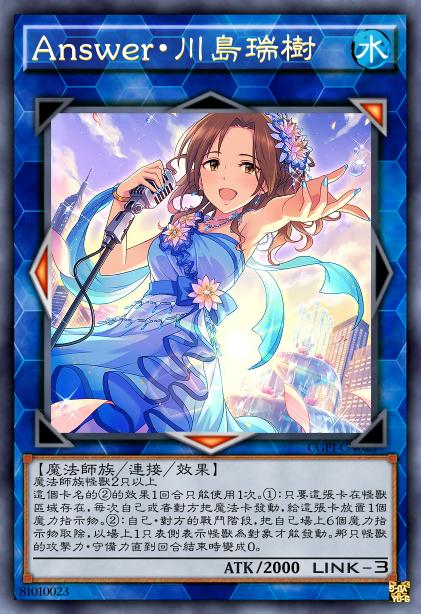 Answer・川島瑞樹
水
【魔法師族／連接／效果】
魔法師族怪獸2只以上
這個卡名的②的效果1回合只能使用1次。①：只要這張卡在怪獸
區域存在，每次自己或者對方把魔法卡發動，給這張卡放置1個
魔力指示物。②：自己·對方的戰鬥階段，把自己場上6個魔力指
示物取除，以場上1只表側表示怪獸為對象才能發動。那只怪獸
的攻擊力·守備力直到回合結束時變成0。
ATK/2000 LINK-3
81010023